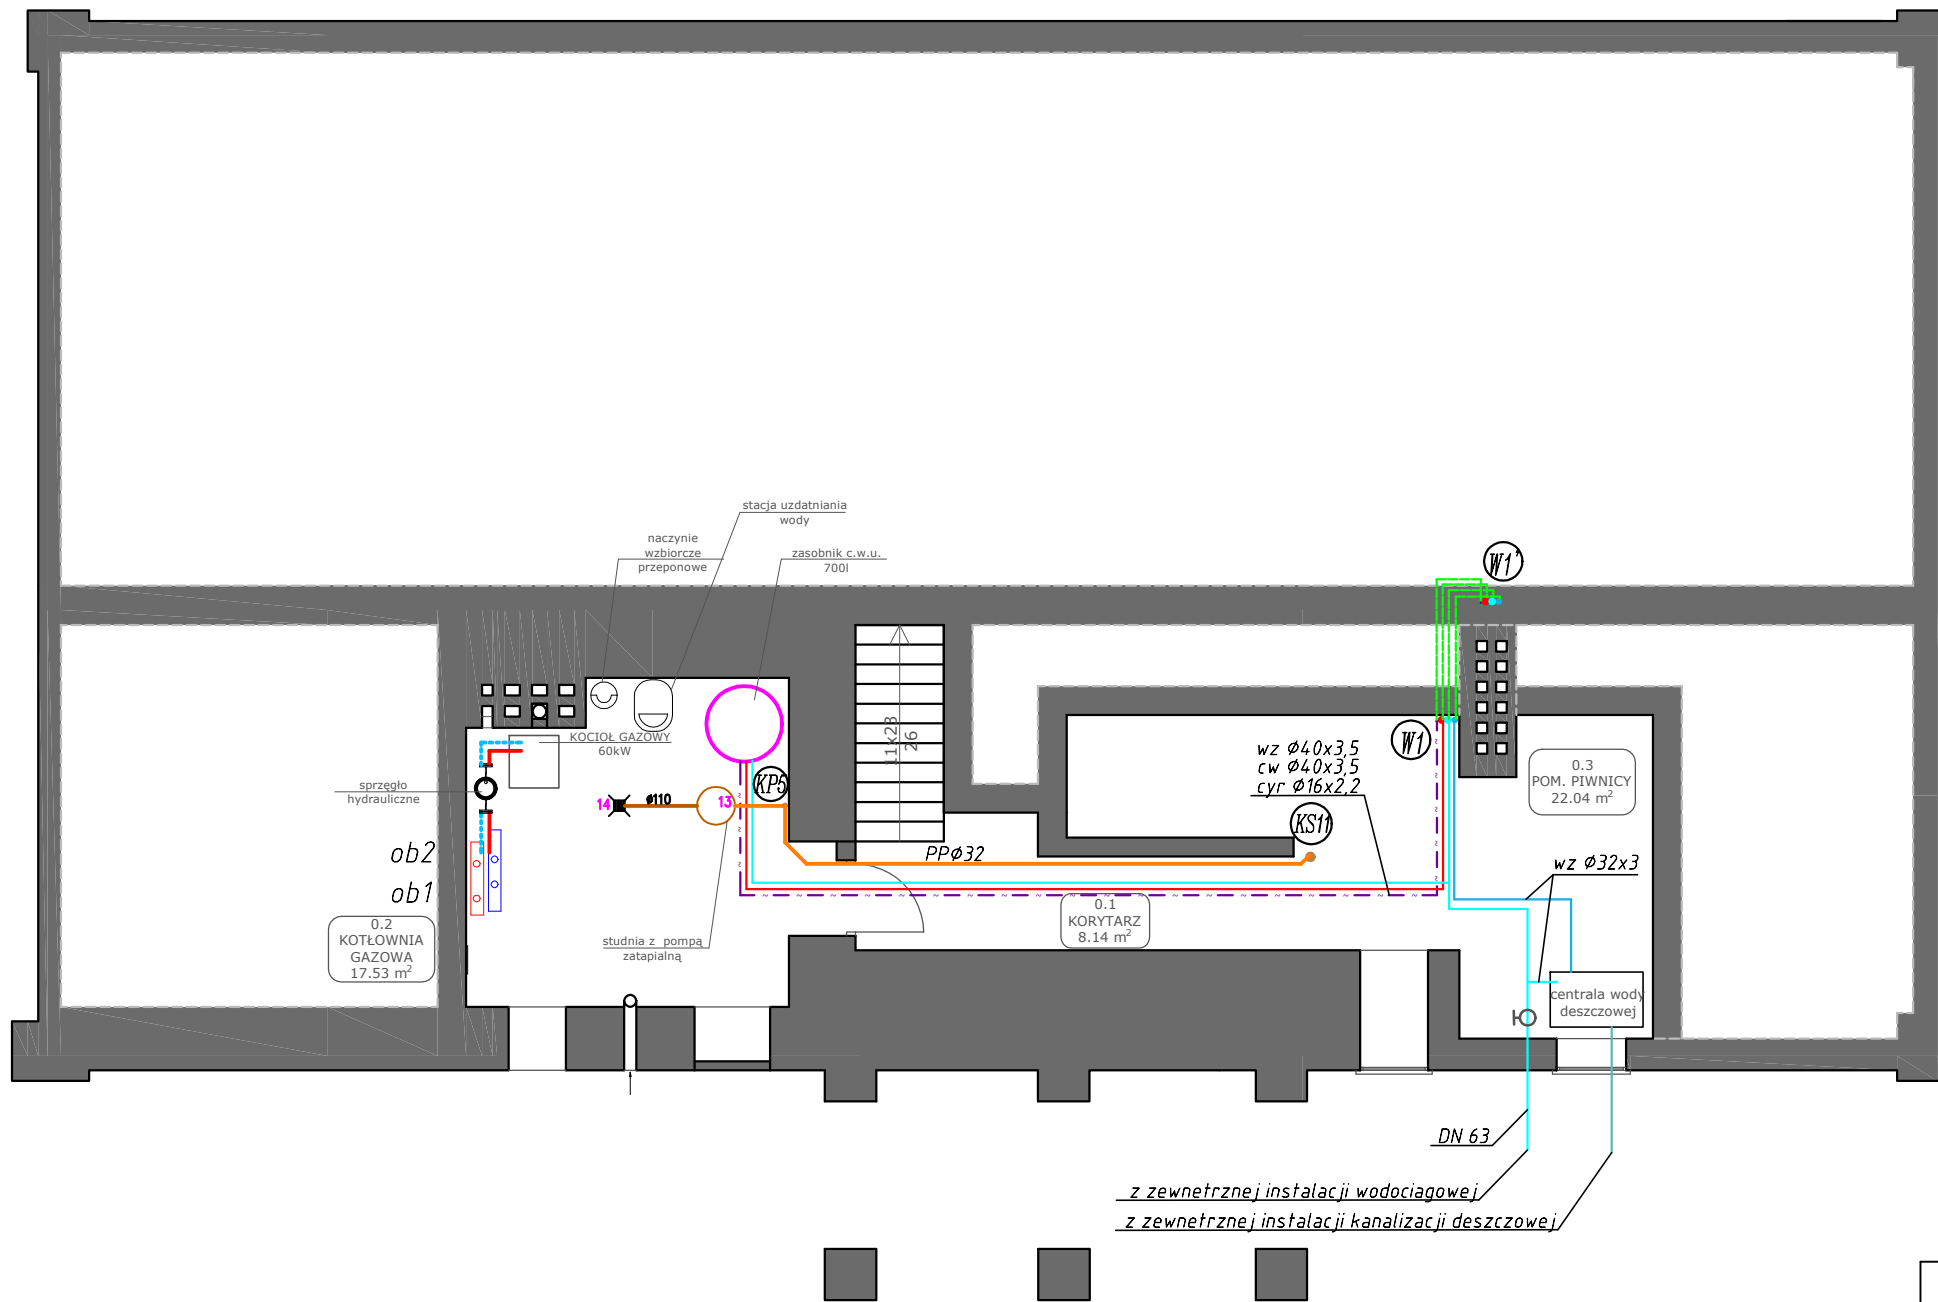 stacja uzdatniania
wody
naczynie
wzbiorcze
przeponowe
zasobnik c.w.u.
700l
W1'
KOCIOŁ GAZOWY
60kW
11x28
26
W1
wz Ø40x3,5
cw Ø40x3,5
cyr Ø16x2,2
0.3
POM. PIWNICY
22.04 m²
sprzęgło
hydrauliczne
14
ø110
13
KP5
KS11
ob2
PPØ32
wz Ø32x3
ob1
0.2
KOTŁOWNIA
GAZOWA
17.53 m²
0.1
KORYTARZ
8.14 m²
studnia z pompą
zatapialną
centrala wody
deszczowej
DN 63
z zewnetrznej instalacji wodociagowej
z zewnetrznej instalacji kanalizacji deszczowej